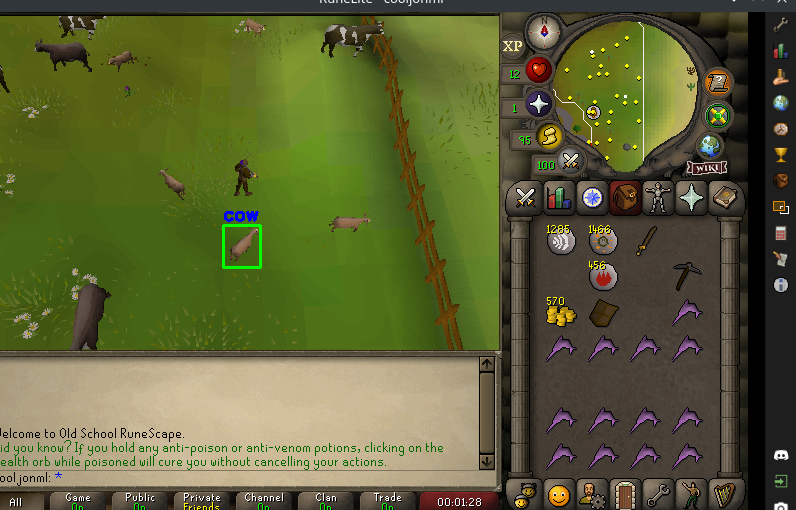 RuneLite - cooljonml
XP
12
1
95
100
WIKI
COW
1285
1466
456
570
Welcome to Old School RuneScape.
id you know? If you hold any anti-poison or anti-venom potions, clicking on the
ealth orb while poisoned will cure you without cancelling your actions.
ool jonml: *
All
Game
On
Public
On
Private
Friends
Channel
On
Clan
On
Trade
On
00:01:28